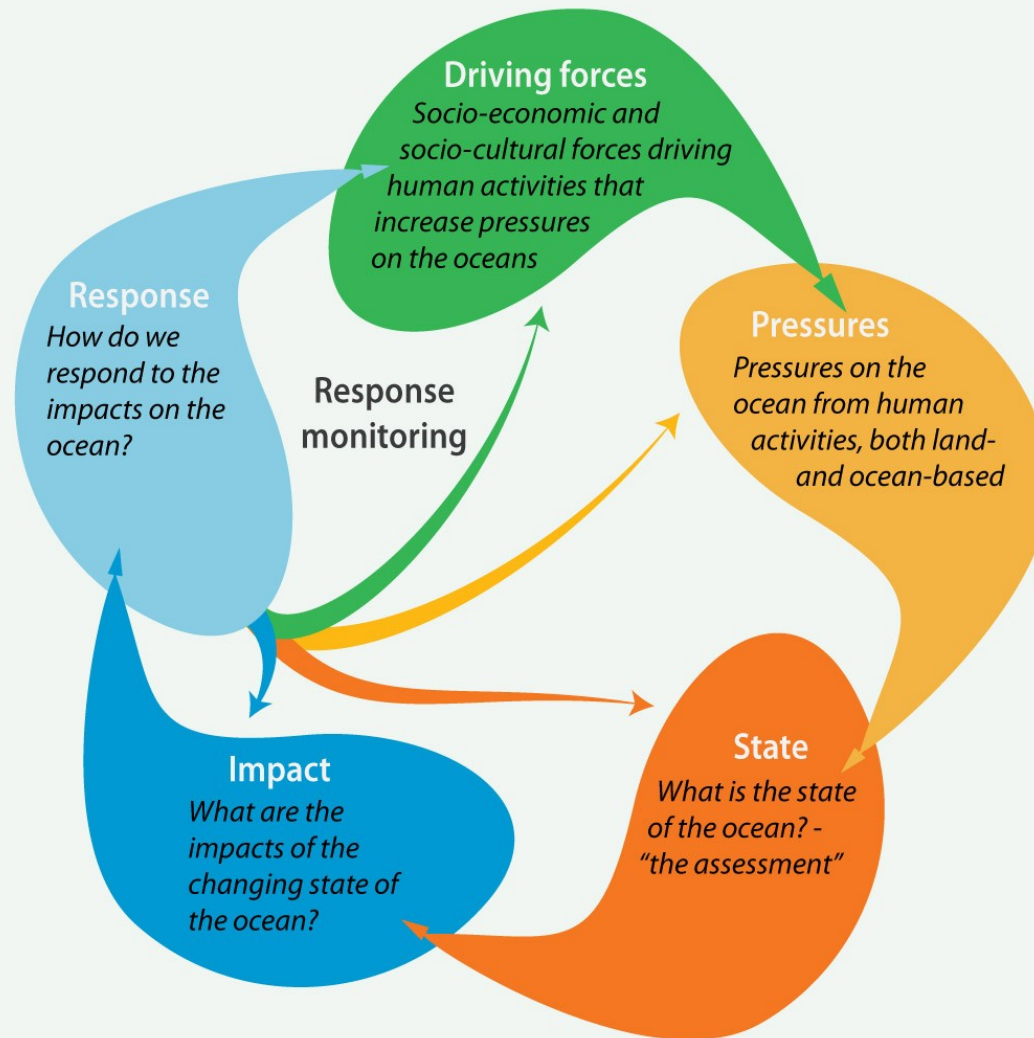 Driving forces
Socio-economic and
socio-cultural forces driving
human activities that
increase pressures
on the oceans
Pressures
Pressures on the
ocean from human
activities, both land-
and ocean-based
State
What is the state
of the ocean? -
“the assessment”
Impact
What are the
impacts of the
changing state of
the ocean?
Response
How do we
respond to the
impacts on the
ocean?
Response
monitoring